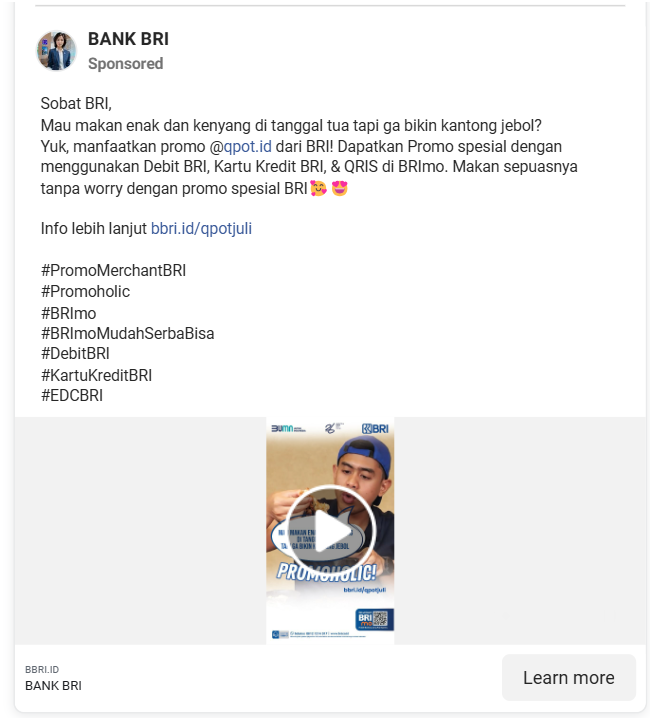 BANK BRI
Sponsored
Sobat BRI,
Mau makan enak dan kenyang di tanggal tua tapi ga bikin kantong jebol?
Yuk, manfaatkan promo @qpot.id dari BRI! Dapatkan Promo spesial dengan
menggunakan Debit BRI, Kartu Kredit BRI, & QRIS di BRImo. Makan sepuasnya
tanpa worry dengan promo spesial BRI🥰 😍
Info lebih lanjut bbri.id/qpotjuli
#PromoMerchantBRI
#Promoholic
#BRImo
#BRImoMudahSerbaBisa
#DebitBRI
#KartuKreditBRI
#EDCBRI
BUMN
BRI
PROMOHOLIC!
bbri.id/qpotjuli
BRI
mo
BBRI.ID
BANK BRI
Learn more